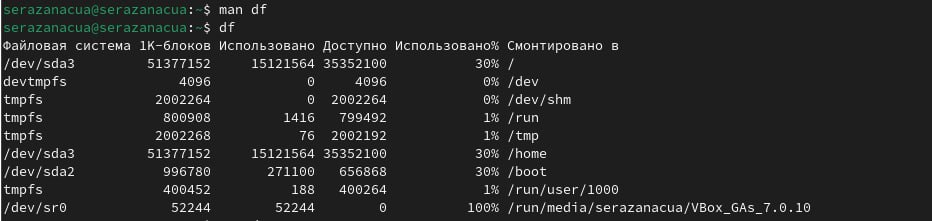 serazanacua@serazanacua:~$ man df
serazanacua@serazanacua:~$ df
Файловая система 1K-блоков Использовано Доступно Использовано% Смонтировано в
/dev/sda3 51377152 15121564 35352100 30% /
devtmpfs 4096 0 4096 0% /dev
tmpfs 2002264 0 2002264 0% /dev/shm
tmpfs 800908 1416 799492 1% /run
tmpfs 2002268 76 2002192 1% /tmp
/dev/sda3 51377152 15121564 35352100 30% /home
/dev/sda2 996780 271100 656868 30% /boot
tmpfs 400452 188 400264 1% /run/user/1000
/dev/sr0 52244 52244 0 100% /run/media/serazanacua/VBox_GAs_7.0.10